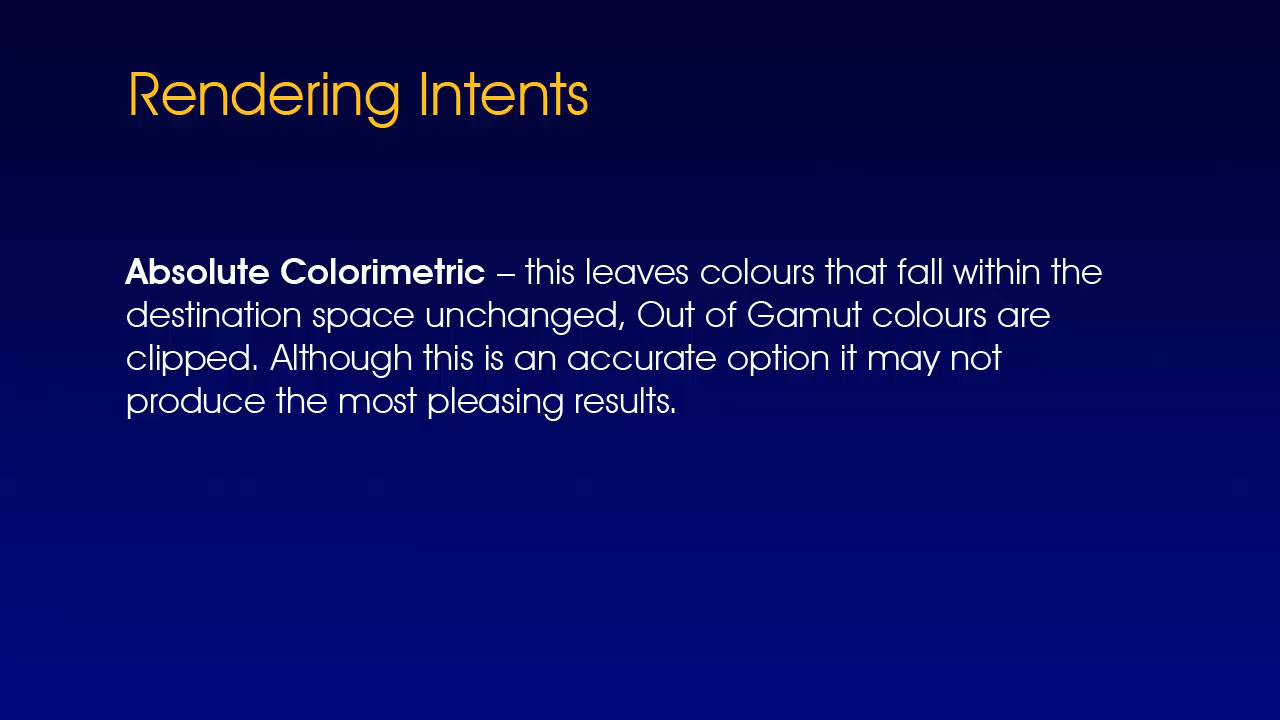 Rendering Intents
Absolute Colorimetric – this leaves colours that fall within the
destination space unchanged, Out of Gamut colours are
clipped. Although this is an accurate option it may not
produce the most pleasing results.